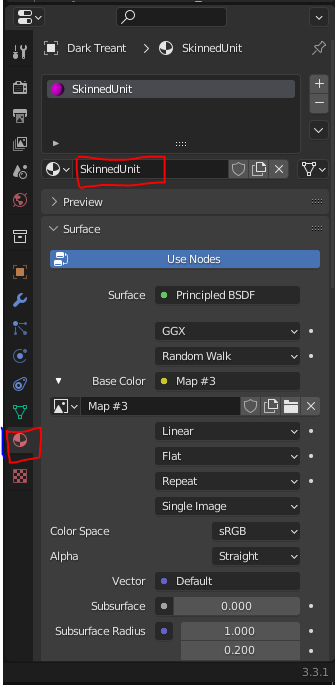 Dark Treant > SkinnedUnit
SkinnedUnit
SkinnedUnit
Preview
Surface
Use Nodes
Surface Principled BSDF
GGX
Random Walk
Base Color Map #3
Map #3
Linear
Flat
Repeat
Single Image
Color Space sRGB
Alpha Straight
Vector Default
Subsurface 0.000
Subsurface Radius 1.000
0.200
3.3.1